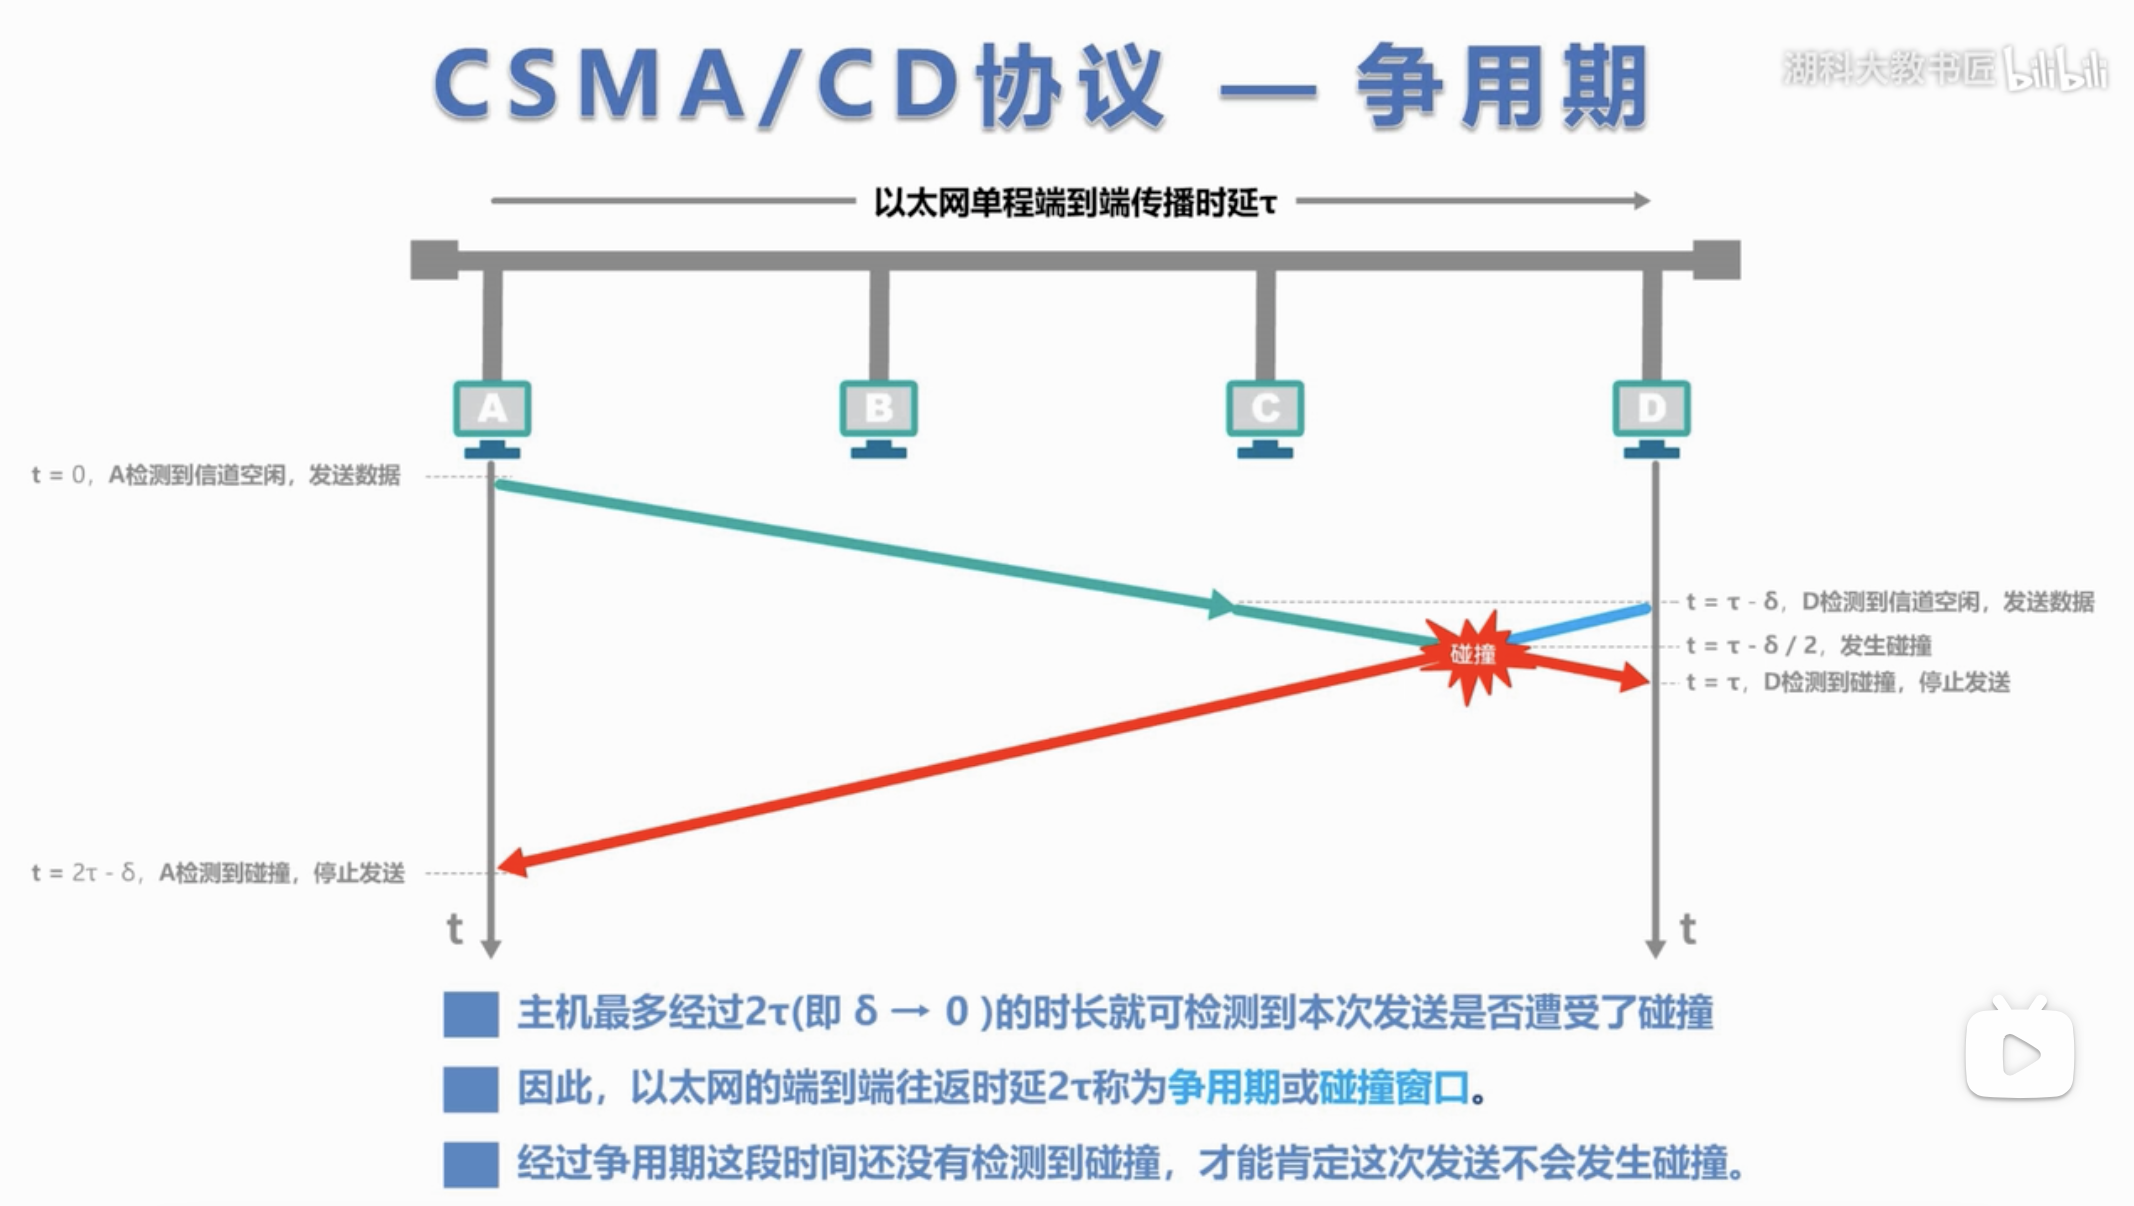 CSMA/CD协议 — 争用期
湖科大教书匠 bilibili
以太网单程端到端传播时延τ
A
B
C
D
t = 0，A检测到信道空闲，发送数据
t = τ - δ，D检测到信道空闲，发送数据
t = τ - δ / 2，发生碰撞
碰撞
t = τ，D检测到碰撞，停止发送
t = 2τ - δ，A检测到碰撞，停止发送
t
t
主机最多经过2τ(即 δ → 0 )的时长就可检测到本次发送是否遭受了碰撞
因此，以太网的端到端往返时延2τ称为争用期或碰撞窗口。
经过争用期这段时间还没有检测到碰撞，才能肯定这次发送不会发生碰撞。